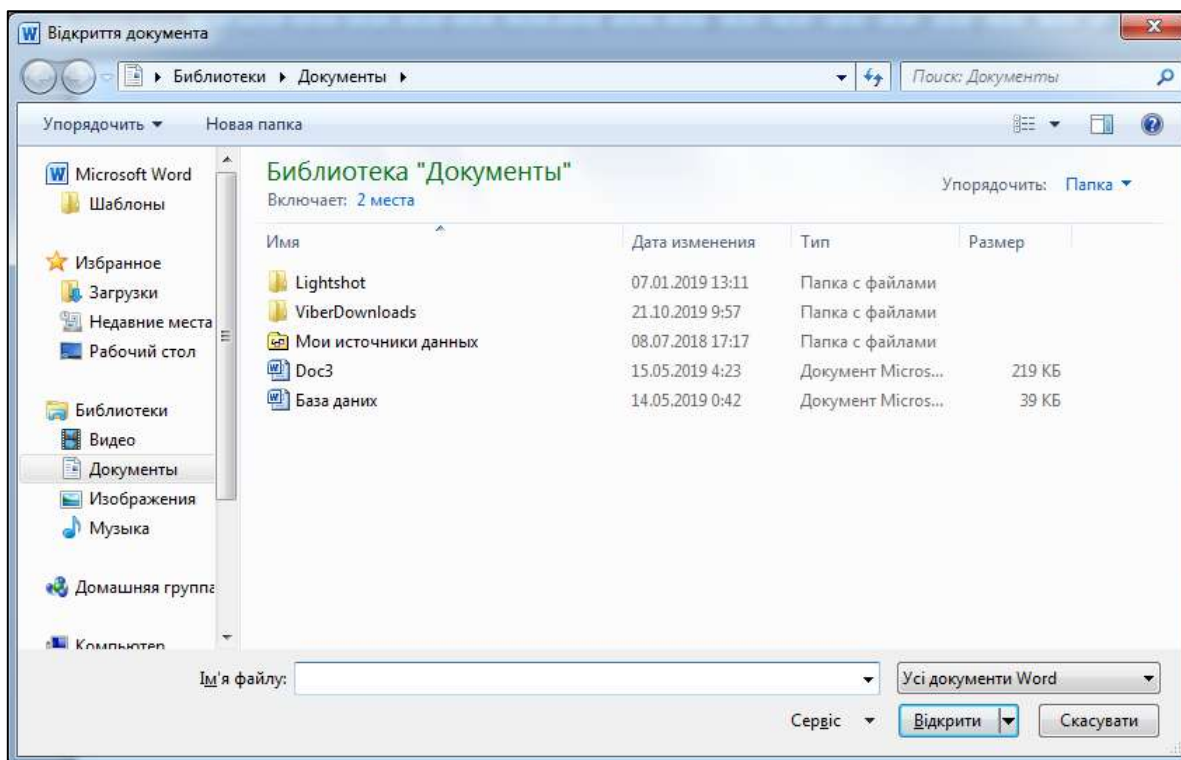 Відкриття документа
Библиотеки Документы
Поиск: Документы
Упорядочить Новая папка
Microsoft Word
Шаблоны
Избранное
Загрузки
Недавние места
Рабочий стол
Библиотеки
Видео
Документы
Изображения
Музыка
Домашняя группа
Компьютер
Библиотека "Документы"
Включает: 2 места
Упорядочить: Папка
Имя Дата изменения Тип Размер
Lightshot 07.01.2019 13:11 Папка с файлами
ViberDownloads 21.10.2019 9:57 Папка с файлами
Мои источники данных 08.07.2018 17:17 Папка с файлами
Doc3 15.05.2019 4:23 Документ Micros... 219 КБ
База даних 14.05.2019 0:42 Документ Micros... 39 КБ
Ім'я файлу: Усі документи Word
Сервіс Відкрити Скасувати